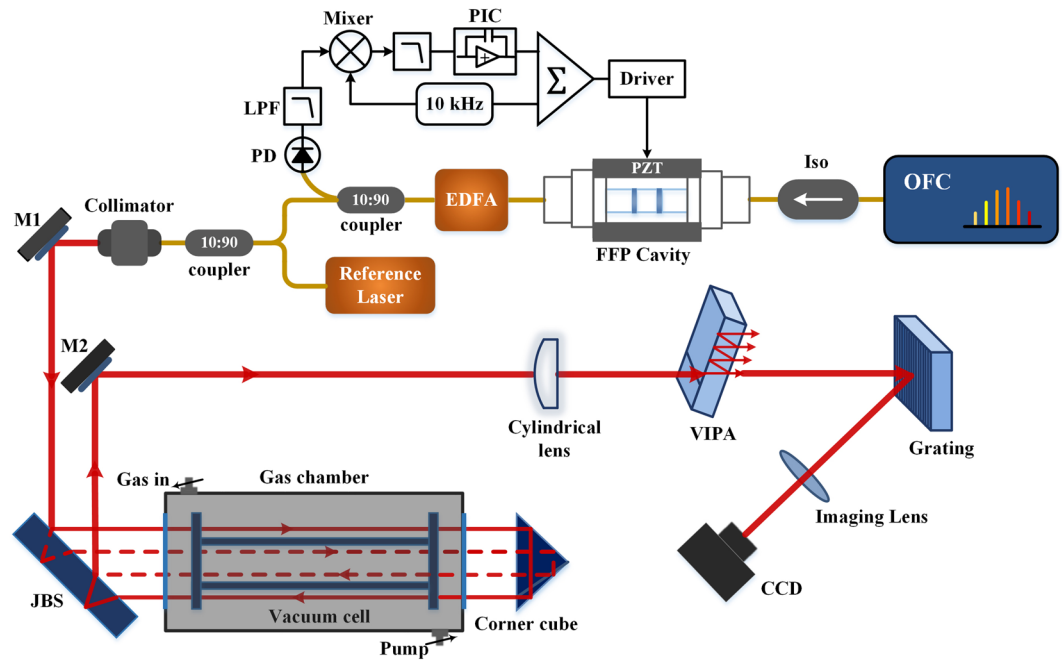 Mixer
PIC
LPF
10 kHz
Σ
Driver
PD
PZT
Iso
OFC
M1
Collimator
10:90
coupler
10:90
coupler
EDFA
FFP Cavity
Reference
Laser
M2
Cylindrical
lens
VIPA
Grating
Gas in
Gas chamber
Imaging Lens
JBS
Vacuum cell
Corner cube
CCD
Pump